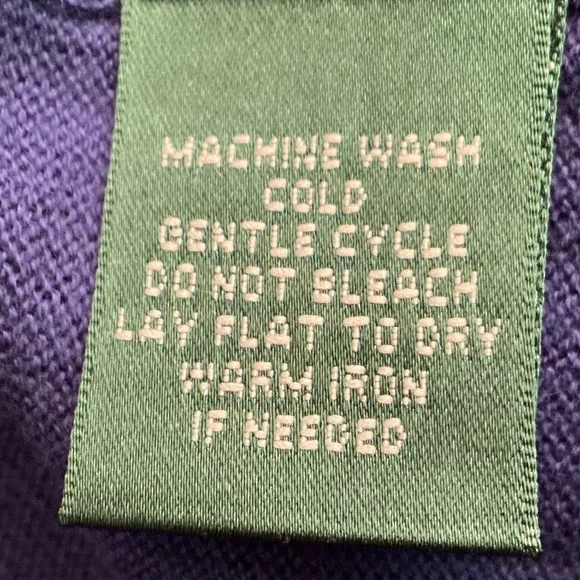 MACHINE WASH
COLD
GENTLE CYCLE
DO NOT BLEACH
LAY FLAT TO DRY
WARM IRON
IF NEEDED